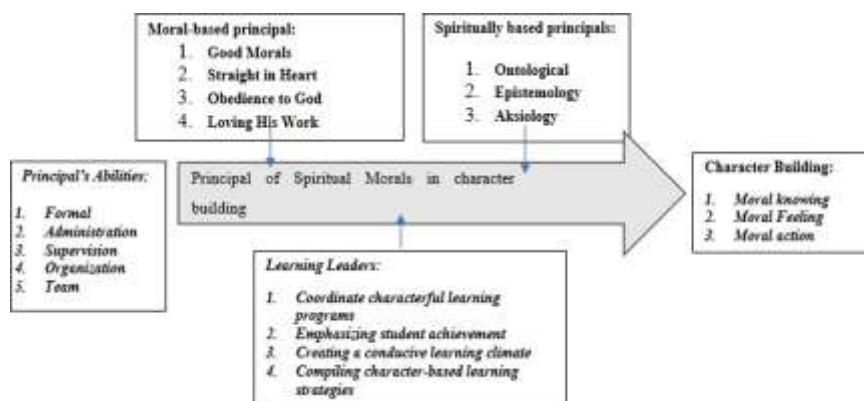 Moral-based principal:
1. Good Morals
2. Straight in Heart
3. Obedience to God
4. Loving His Work
Spiritually based principals:
1. Ontological
2. Epistemology
3. Aksiology
Principal's Abilities:
1. Formal
2. Administration
3. Supervision
4. Organization
5. Team
Principal of Spiritual Morals in character
building
Character Building:
1. Moral knowing
2. Moral Feeling
3. Moral action
Learning Leaders:
1. Coordinate characterful learning
programs
2. Emphasizing student achievement
3. Creating a conducive learning climate
4. Compiling character-based learning
strategies